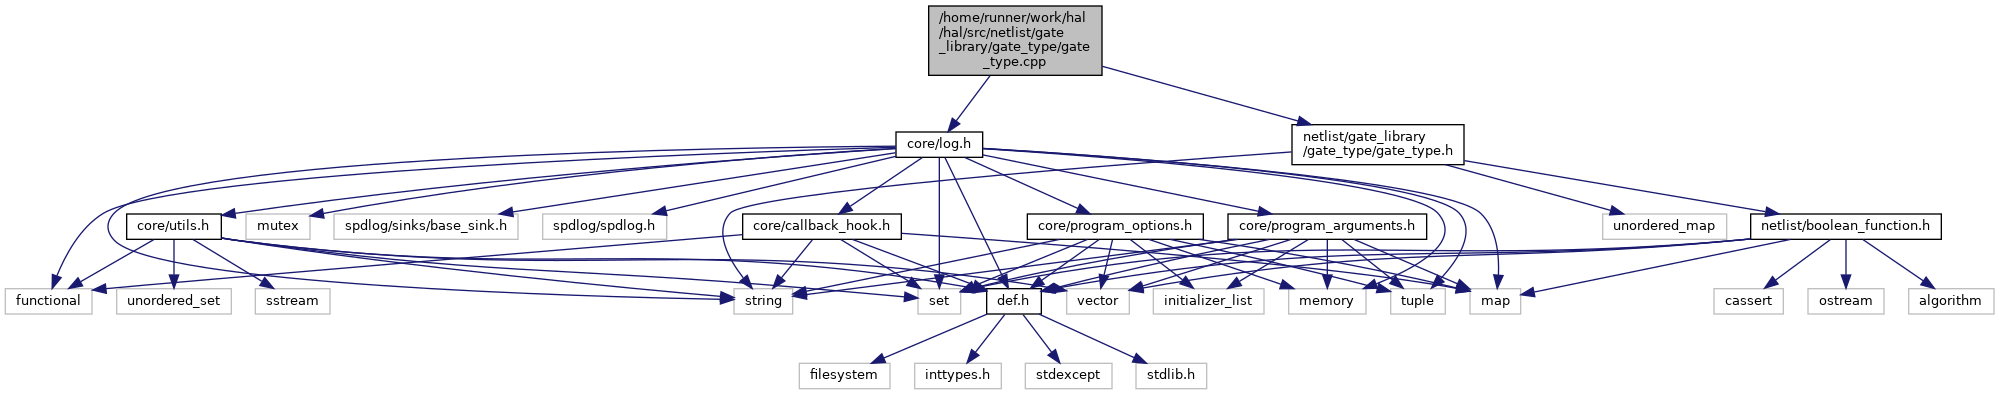 /home/runner/work/hal
/hal/src/netlist/gate
_library/gate_type/gate
_type.cpp
core/log.h
netlist/gate_library
/gate_type/gate_type.h
core/utils.h
mutex
spdlog/sinks/base_sink.h
spdlog/spdlog.h
core/callback_hook.h
core/program_options.h
core/program_arguments.h
unordered_map
netlist/boolean_function.h
functional
unordered_set
sstream
string
set
def.h
vector
initializer_list
memory
tuple
map
cassert
ostream
algorithm
filesystem
inttypes.h
stdexcept
stdlib.h